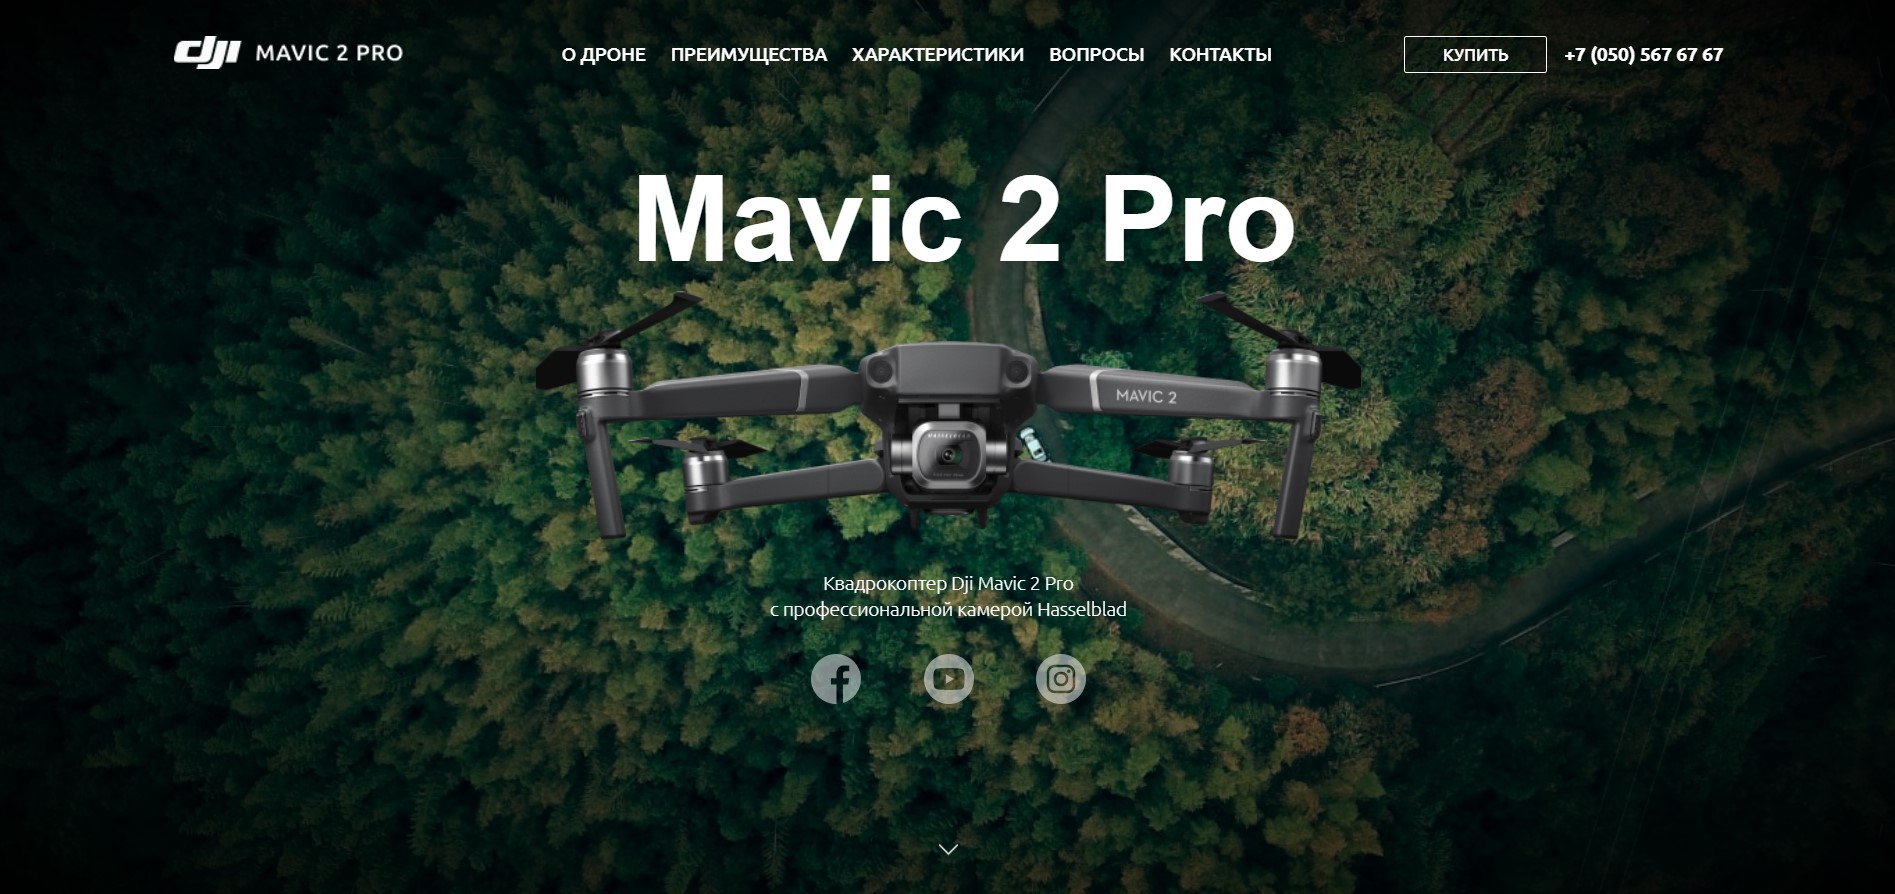 dji MAVIC 2 PRO
О ДРОНЕ ПРЕИМУЩЕСТВА ХАРАКТЕРИСТИКИ ВОПРОСЫ КОНТАКТЫ
КУПИТЬ +7 (050) 567 67 67
Mavic 2 Pro
MAVIC 2
HASSELBLAD
Квадрокоптер Dji Mavic 2 Pro
с профессиональной камерой Hasselblad